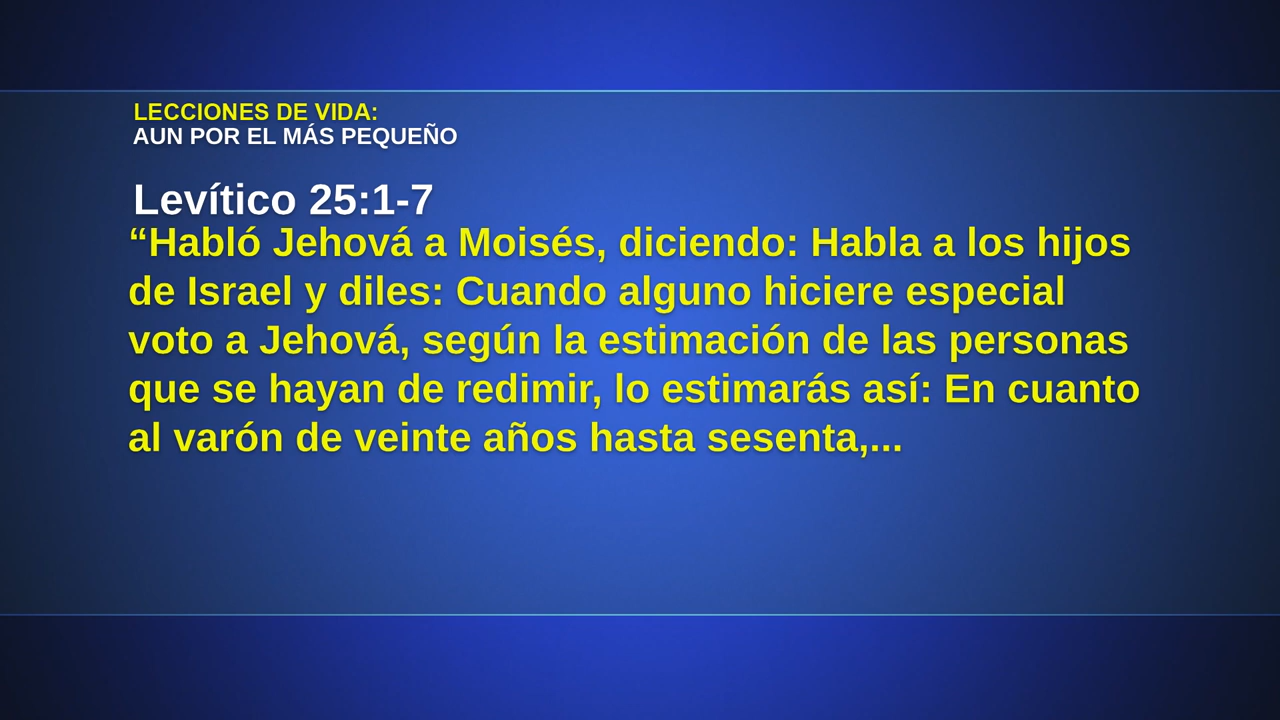 LECCIONES DE VIDA:
AUN POR EL MÁS PEQUEÑO
Levítico 25:1-7
“Habló Jehová a Moisés, diciendo: Habla a los hijos
de Israel y diles: Cuando alguno hiciere especial
voto a Jehová, según la estimación de las personas
que se hayan de redimir, lo estimarás así: En cuanto
al varón de veinte años hasta sesenta,...